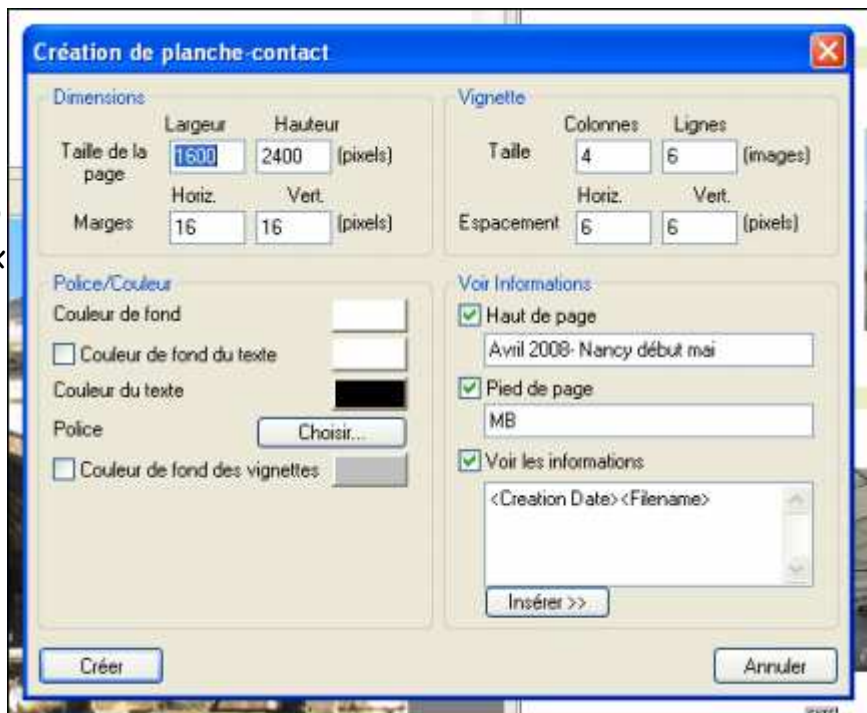 Création de planche-contact
Dimensions
Largeur Hauteur
Taille de la page 1600 2400 (pixels)
Horiz. Vert.
Marges 16 16 (pixels)
Vignette
Colonnes Lignes
Taille 4 6 (images)
Horiz. Vert.
Espacement 6 6 (pixels)
Police/Couleur
Couleur de fond
Couleur de fond du texte
Couleur du texte
Police Choisir...
Couleur de fond des vignettes
Voir Informations
Haut de page
Avril 2008- Nancy début mai
Pied de page
MB
Voir les informations
<Creation Date><Filename>
Insérer >>
Créer
Annuler